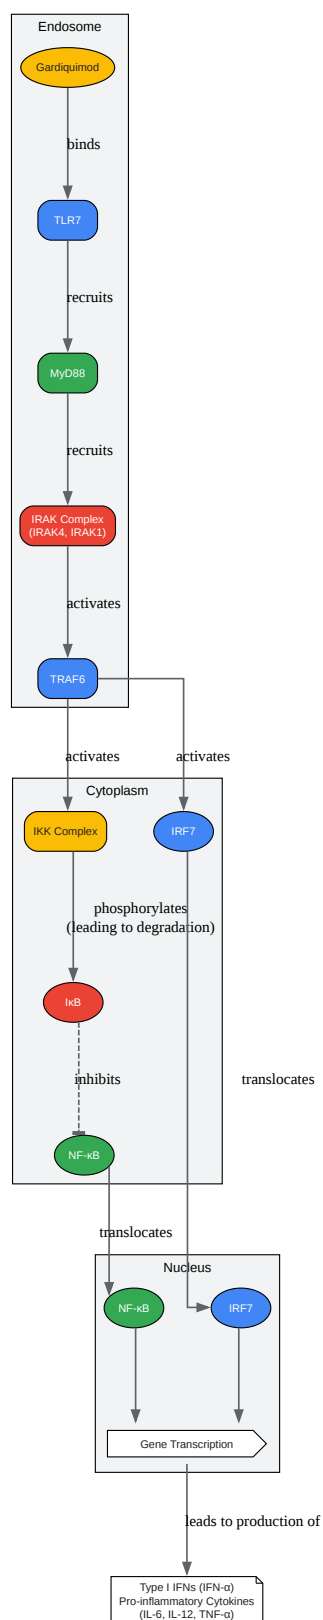 Endosome
Gardiquimod
binds
TLR7
recruits
MyD88
recruits
IRAK Complex
(IRAK4, IRAK1)
activates
TRAF6
activates
activates
Cytoplasm
IKK Complex
IRF7
phosphorylates
(leading to degradation)
IκB
inhibits
translocates
NF-κB
translocates
Nucleus
NF-κB
IRF7
Gene Transcription
leads to production of
Type I IFNs (IFN-α)
Pro-inflammatory Cytokines
(IL-6, IL-12, TNF-α)